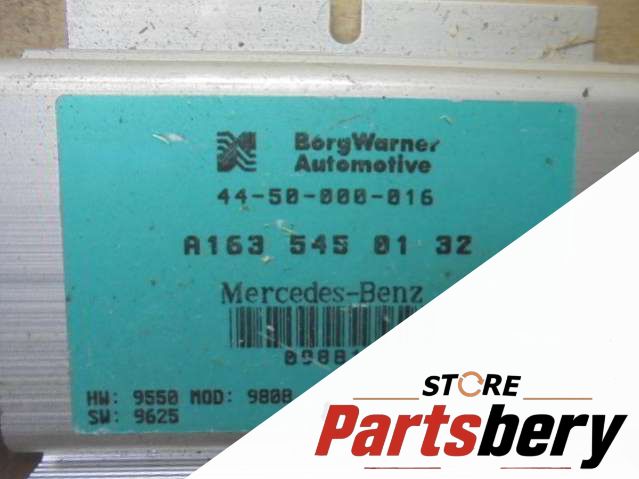 BorgWarner
Automotive
44-50-000-016
A163 545 01 32
Mercedes-Benz
HW: 9550 MOD: 9808
SW: 9625
STORE
Partsbery